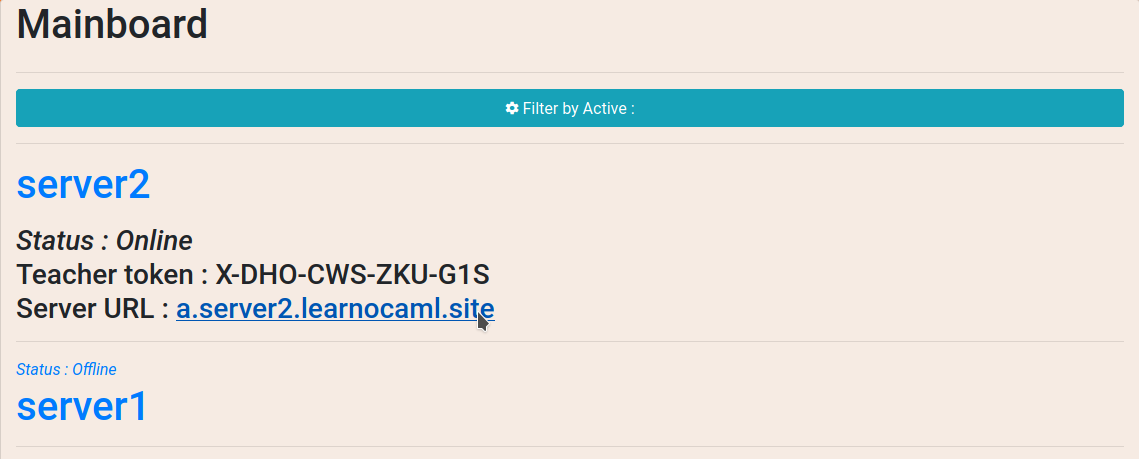 Mainboard
Filter by Active :
server2
Status : Online
Teacher token : X-DHO-CWS-ZKU-G1S
Server URL : a.server2.learnocaml.site
Status : Offline
server1